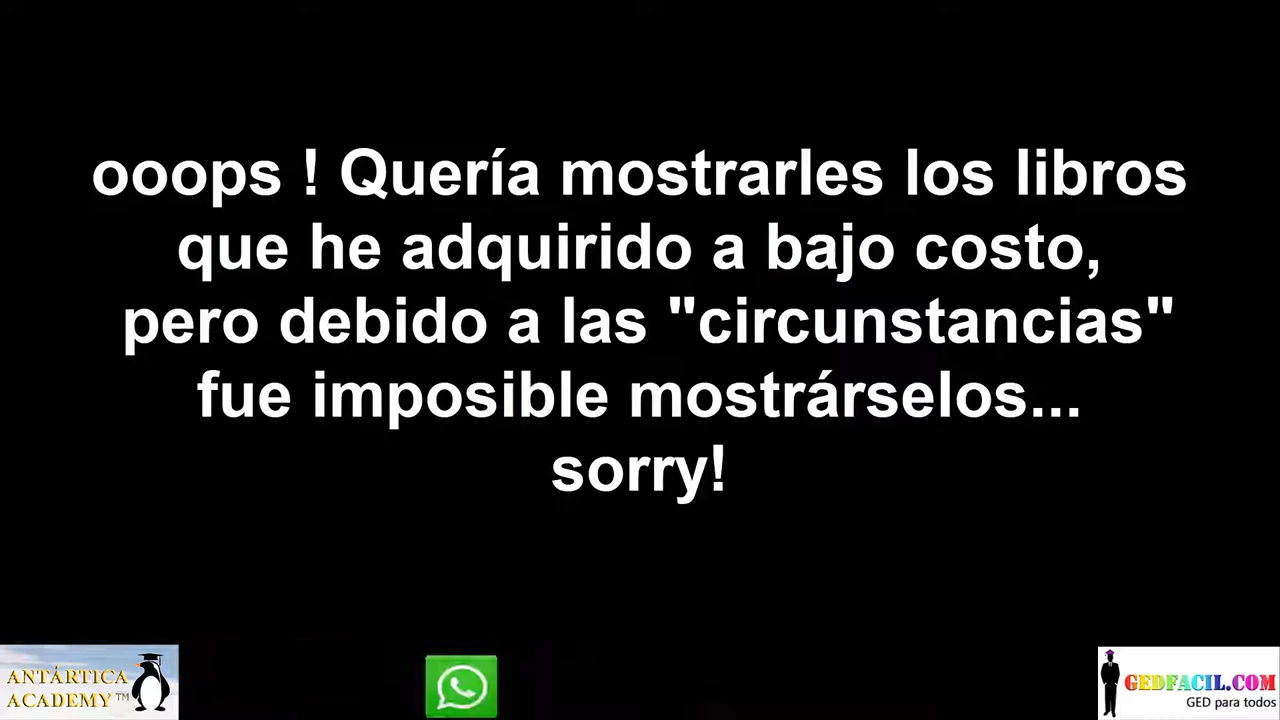 ooops ! Quería mostrarles los libros
que he adquirido a bajo costo,
pero debido a las "circunstancias"
fue imposible mostrárselos...
sorry!
ANTÁRTICA
ACADEMY™
GEDFACIL.COM
GED para todos